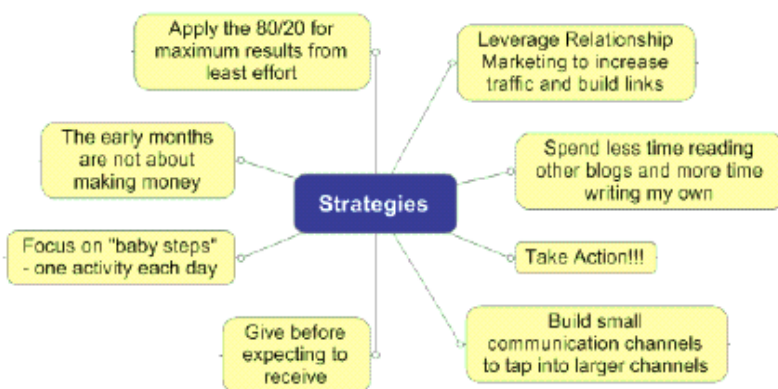 Apply the 80/20 for
maximum results from
least effort
Leverage Relationship
Marketing to increase
traffic and build links
The early months
are not about
making money
Spend less time reading
other blogs and more time
writing my own
Strategies
Focus on "baby steps"
- one activity each day
Take Action!!!
Give before
expecting to
receive
Build small
communication channels
to tap into larger channels